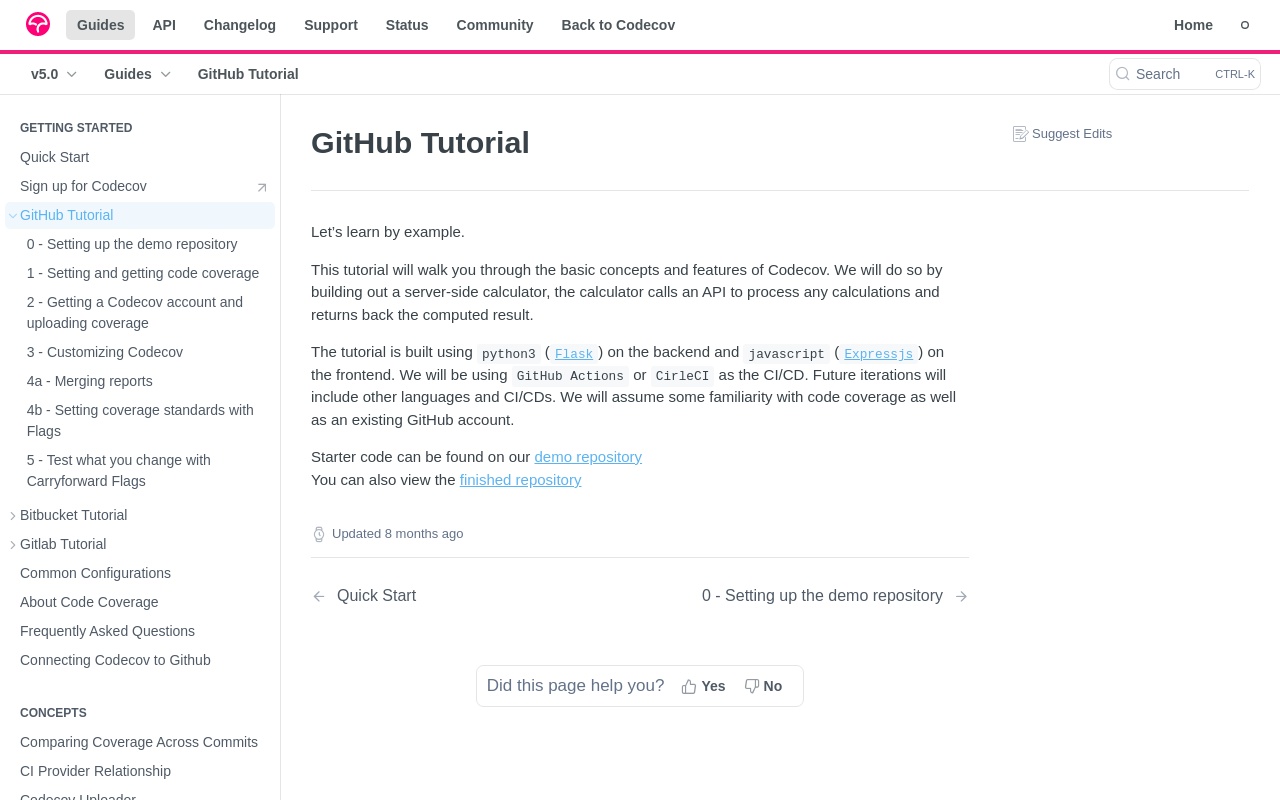 Guides
API
Changelog
Support
Status
Community
Back to Codecov
Home
v5.0
Guides
GitHub Tutorial
Search
CTRL-K
GETTING STARTED
Quick Start
Sign up for Codecov
GitHub Tutorial
0 - Setting up the demo repository
1 - Setting and getting code coverage
2 - Getting a Codecov account and
uploading coverage
3 - Customizing Codecov
4a - Merging reports
4b - Setting coverage standards with
Flags
5 - Test what you change with
Carryforward Flags
Bitbucket Tutorial
Gitlab Tutorial
Common Configurations
About Code Coverage
Frequently Asked Questions
Connecting Codecov to Github
CONCEPTS
Comparing Coverage Across Commits
CI Provider Relationship
Codecov Uploader
GitHub Tutorial
Suggest Edits
Let’s learn by example.
This tutorial will walk you through the basic concepts and features of Codecov. We will do so by
building out a server-side calculator, the calculator calls an API to process any calculations and
returns back the computed result.
The tutorial is built using python3 ( Flask ) on the backend and javascript ( Expressjs ) on
the frontend. We will be using GitHub Actions or CirleCI as the CI/CD. Future iterations will
include other languages and CI/CDs. We will assume some familiarity with code coverage as well
as an existing GitHub account.
Starter code can be found on our demo repository
You can also view the finished repository
Updated 8 months ago
Quick Start
0 - Setting up the demo repository
Did this page help you?
Yes
No